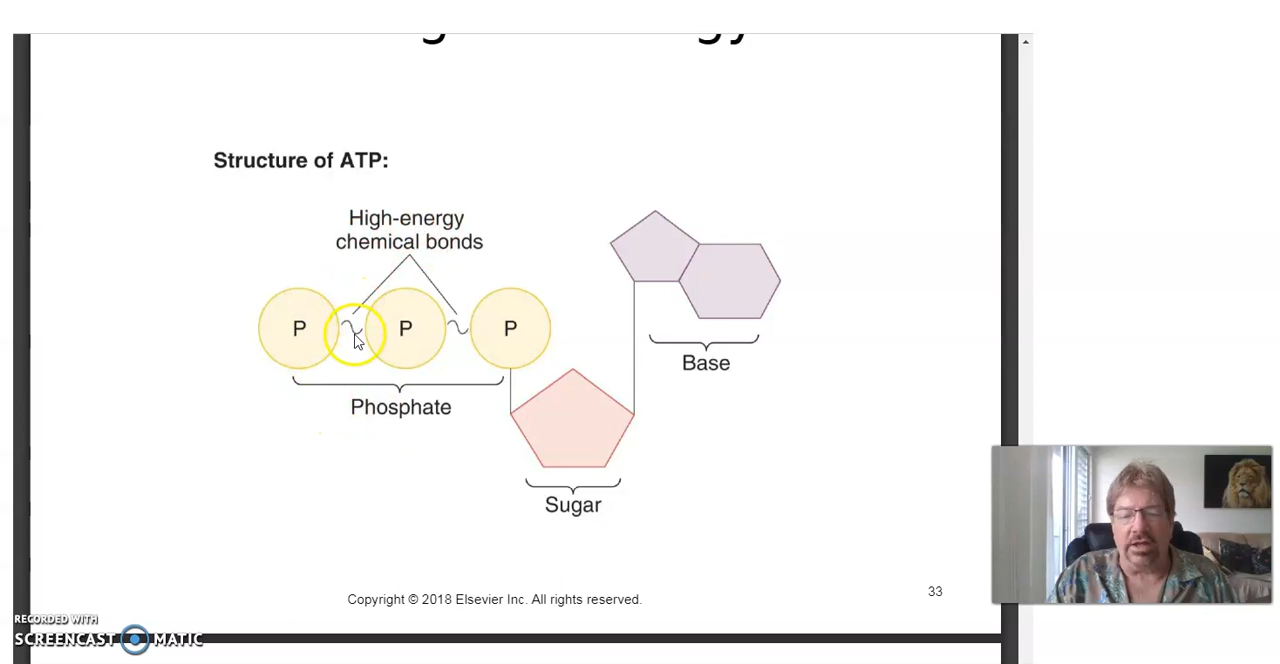 Structure of ATP:
High-energy
chemical bonds
P
P
P
Phosphate
Base
Sugar
Copyright © 2018 Elsevier Inc. All rights reserved.
33
RECORDED WITH
SCREENCAST MATIC